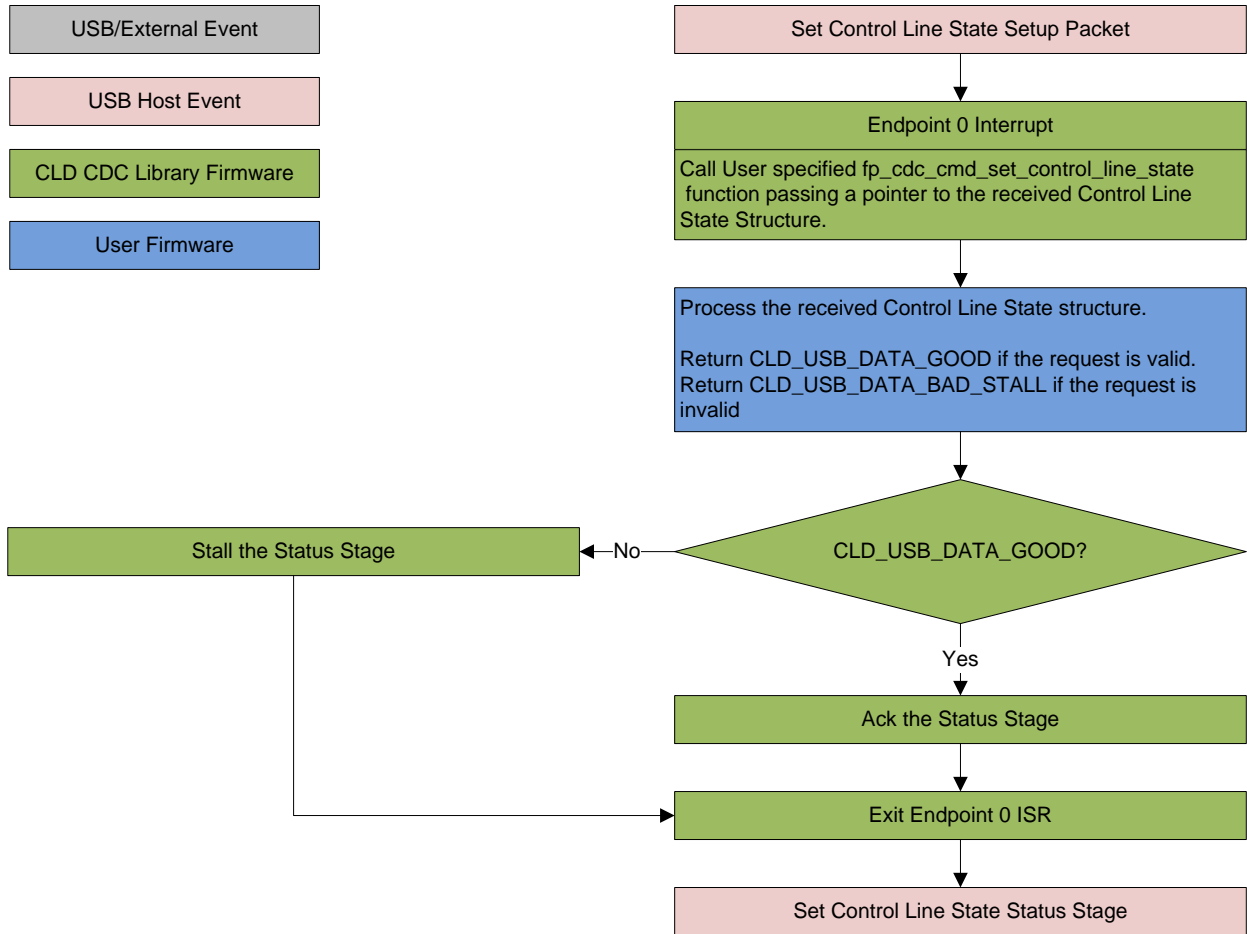 USB/External Event
USB Host Event
CLD CDC Library Firmware
User Firmware
Set Control Line State Setup Packet
Endpoint 0 Interrupt
Call User specified fp_cdc_cmd_set_control_line_state
function passing a pointer to the received Control Line
State Structure.
Process the received Control Line State structure.
Return CLD_USB_DATA_GOOD if the request is valid.
Return CLD_USB_DATA_BAD_STALL if the request is
invalid
CLD_USB_DATA_GOOD?
No
Stall the Status Stage
Yes
Ack the Status Stage
Exit Endpoint 0 ISR
Set Control Line State Status Stage